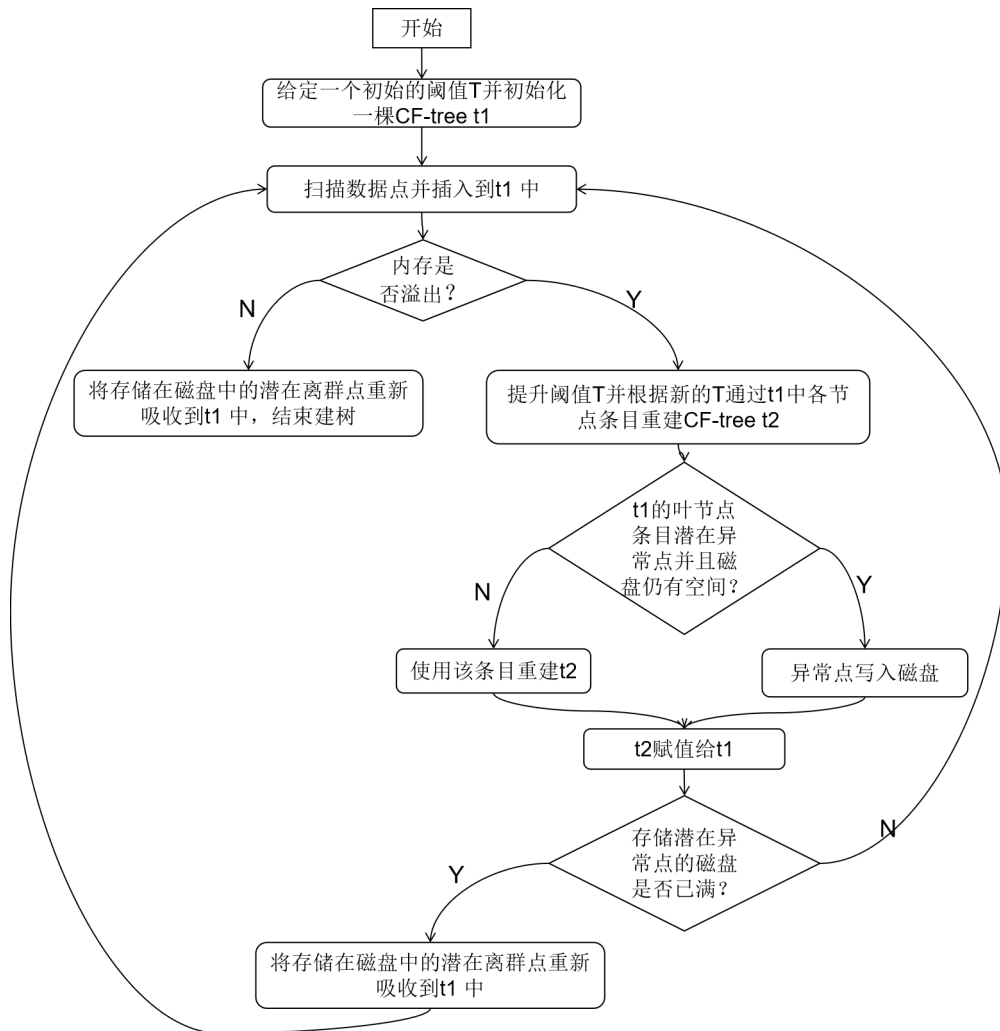 开始
给定一个初始的阈值T并初始化
一棵CF-tree t1
扫描数据点并插入到t1 中
内存是
否溢出？
N
Y
将存储在磁盘中的潜在离群点重新
吸收到t1 中，结束建树
提升阈值T并根据新的T通过t1中各节
点条目重建CF-tree t2
t1的叶节点
条目潜在异
常点并且磁
盘仍有空间？
N
Y
使用该条目重建t2
异常点写入磁盘
t2赋值给t1
存储潜在异
常点的磁盘
是否已满？
Y
N
将存储在磁盘中的潜在离群点重新
吸收到t1 中